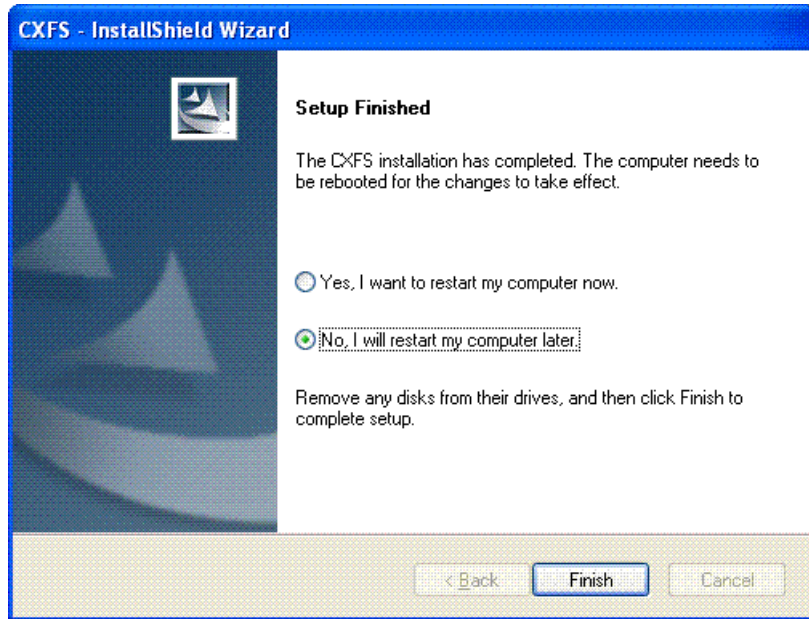 CXFS - InstallShield Wizard
Setup Finished
The CXFS installation has completed. The computer needs to
be rebooted for the changes to take effect.
Yes, I want to restart my computer now.
No, I will restart my computer later.
Remove any disks from their drives, and then click Finish to
complete setup.
< Back
Finish
Cancel